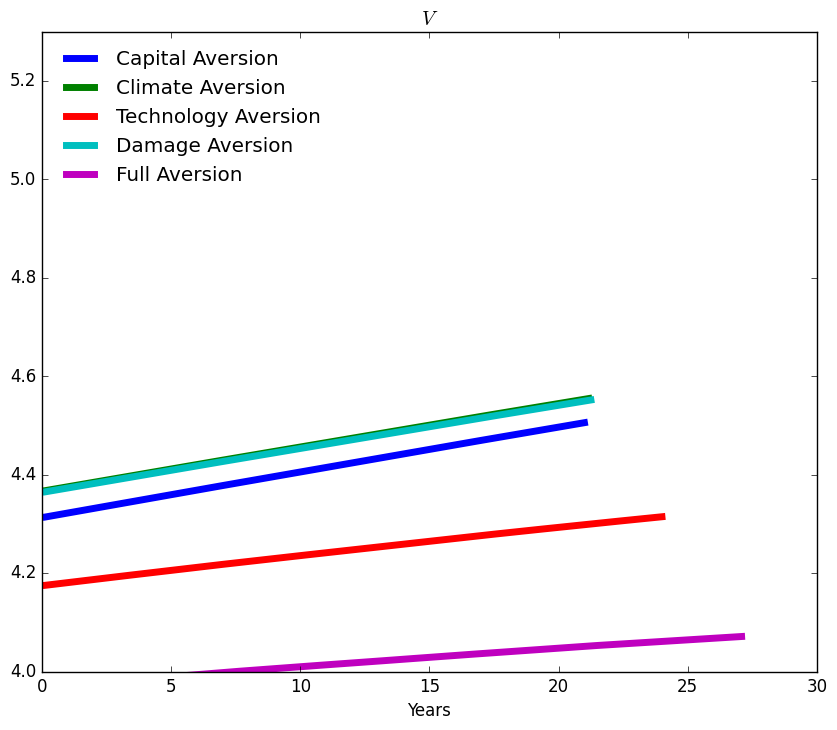 V
5.2
5.0
4.8
4.6
4.4
4.2
4.0
Capital Aversion
Climate Aversion
Technology Aversion
Damage Aversion
Full Aversion
0 5 10 15 20 25 30
Years